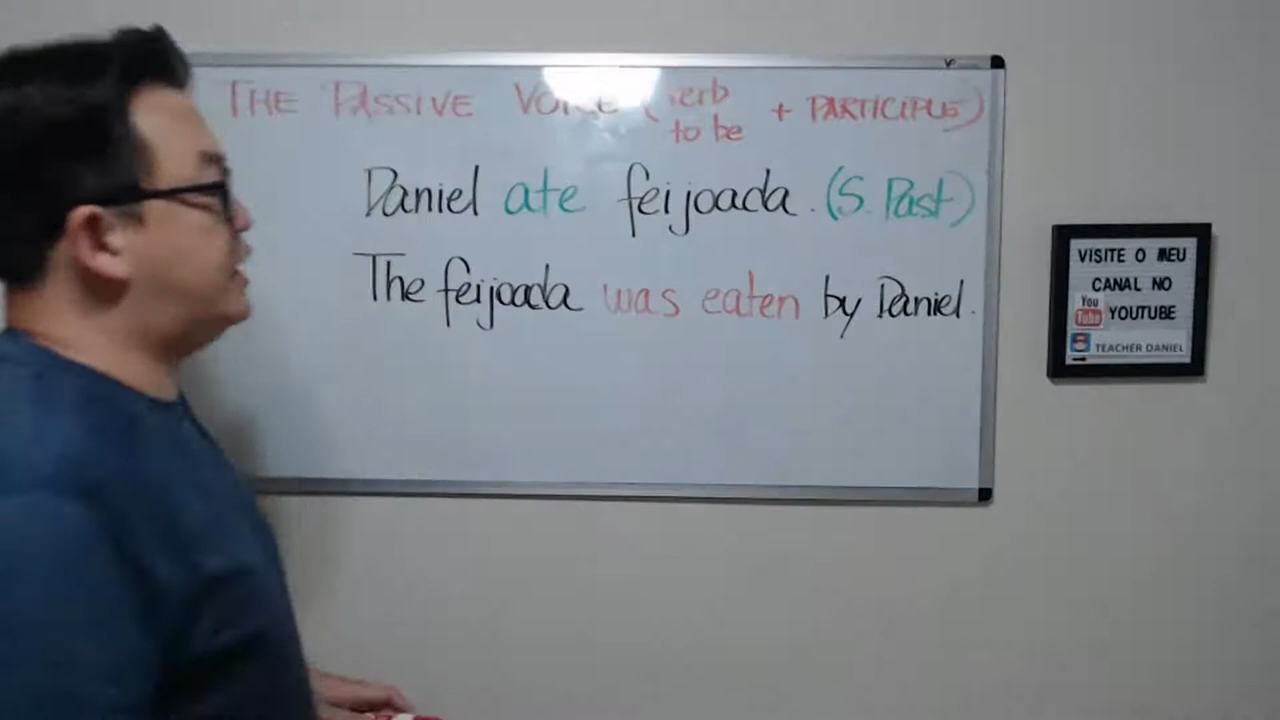 THE PASSIVE VOICE (verb to be + PARTICIPLE)
Daniel ate feijoada. (S. Past)
The feijoada was eaten by Daniel.
VISITE O MEU
CANAL NO
You Tube YOUTUBE
TEACHER DANIEL